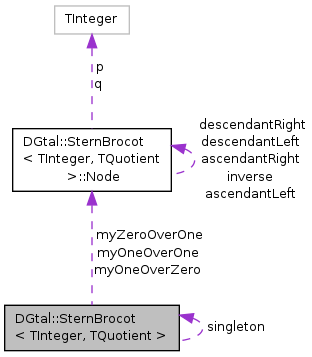 TInteger
p
q
DGtal::SternBrocot
< TInteger, TQuotient
>::Node
descendantRight
descendantLeft
ascendantRight
inverse
ascendantLeft
myZeroOverOne
myOneOverOne
myOneOverZero
DGtal::SternBrocot
< TInteger, TQuotient >
singleton